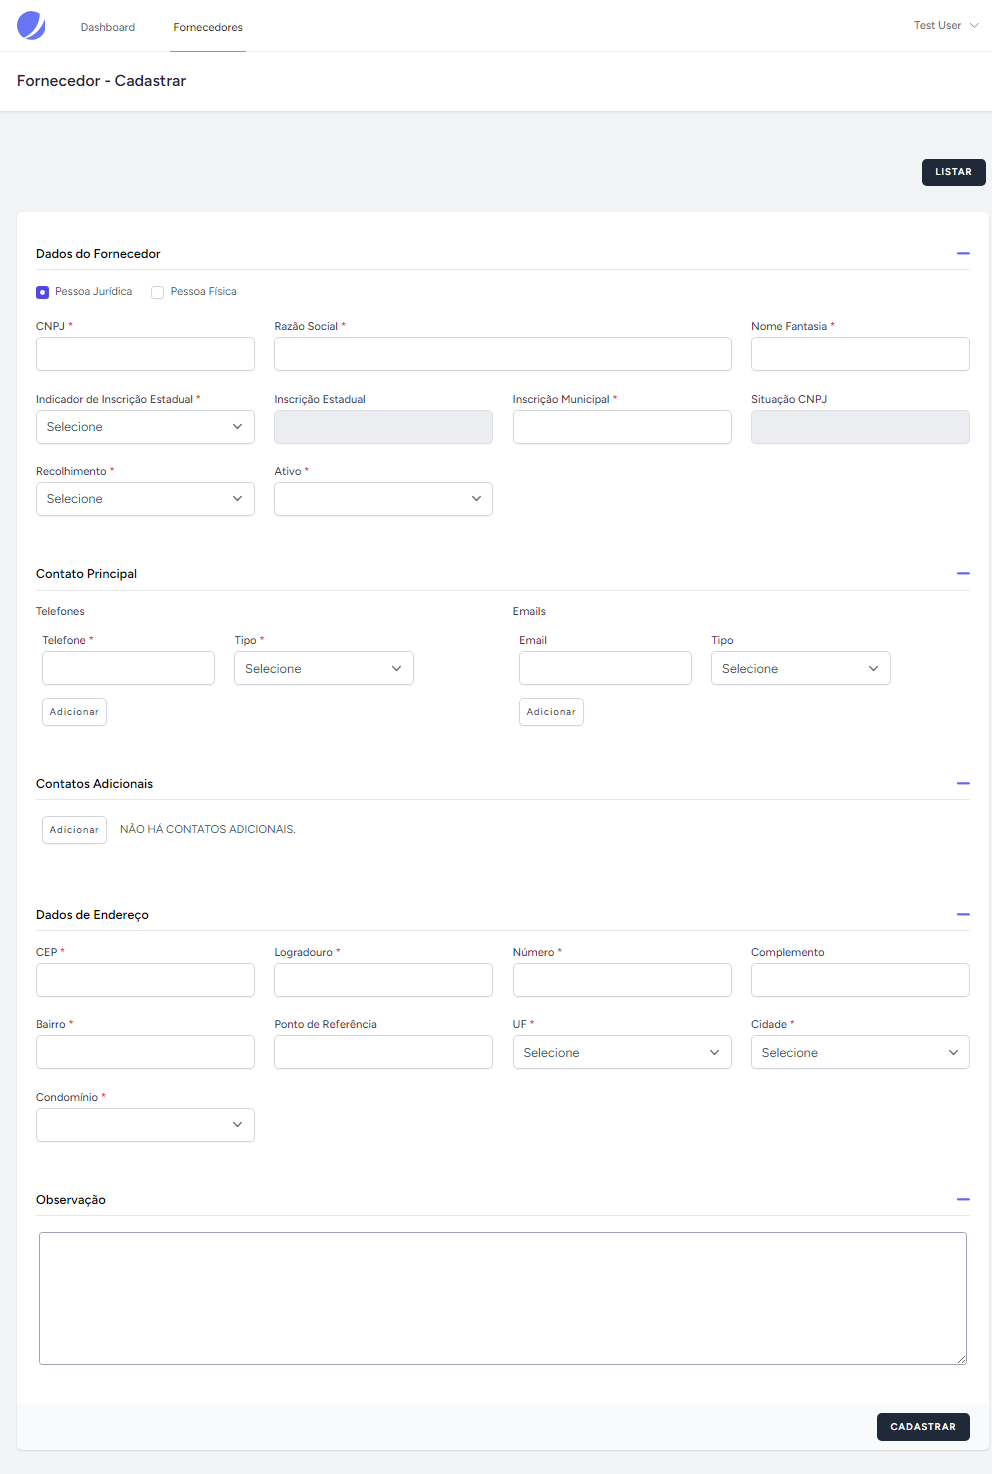 Dashboard Fornecedores Test User
Fornecedor - Cadastrar
LISTAR
Dados do Fornecedor
Pessoa Jurídica Pessoa Física
CNPJ * Razão Social * Nome Fantasia *
Indicador de Inscrição Estadual * Inscrição Estadual Inscrição Municipal * Situação CNPJ
Selecione
Recolhimento * Ativo *
Selecione
Contato Principal
Telefones Emails
Telefone * Tipo * Email Tipo
Selecione Selecione
Adicionar Adicionar
Contatos Adicionais
Adicionar NÃO HÁ CONTATOS ADICIONAIS.
Dados de Endereço
CEP * Logradouro * Número * Complemento
Bairro * Ponto de Referência UF * Cidade *
Selecione Selecione
Condomínio *
Observação
CADASTRAR